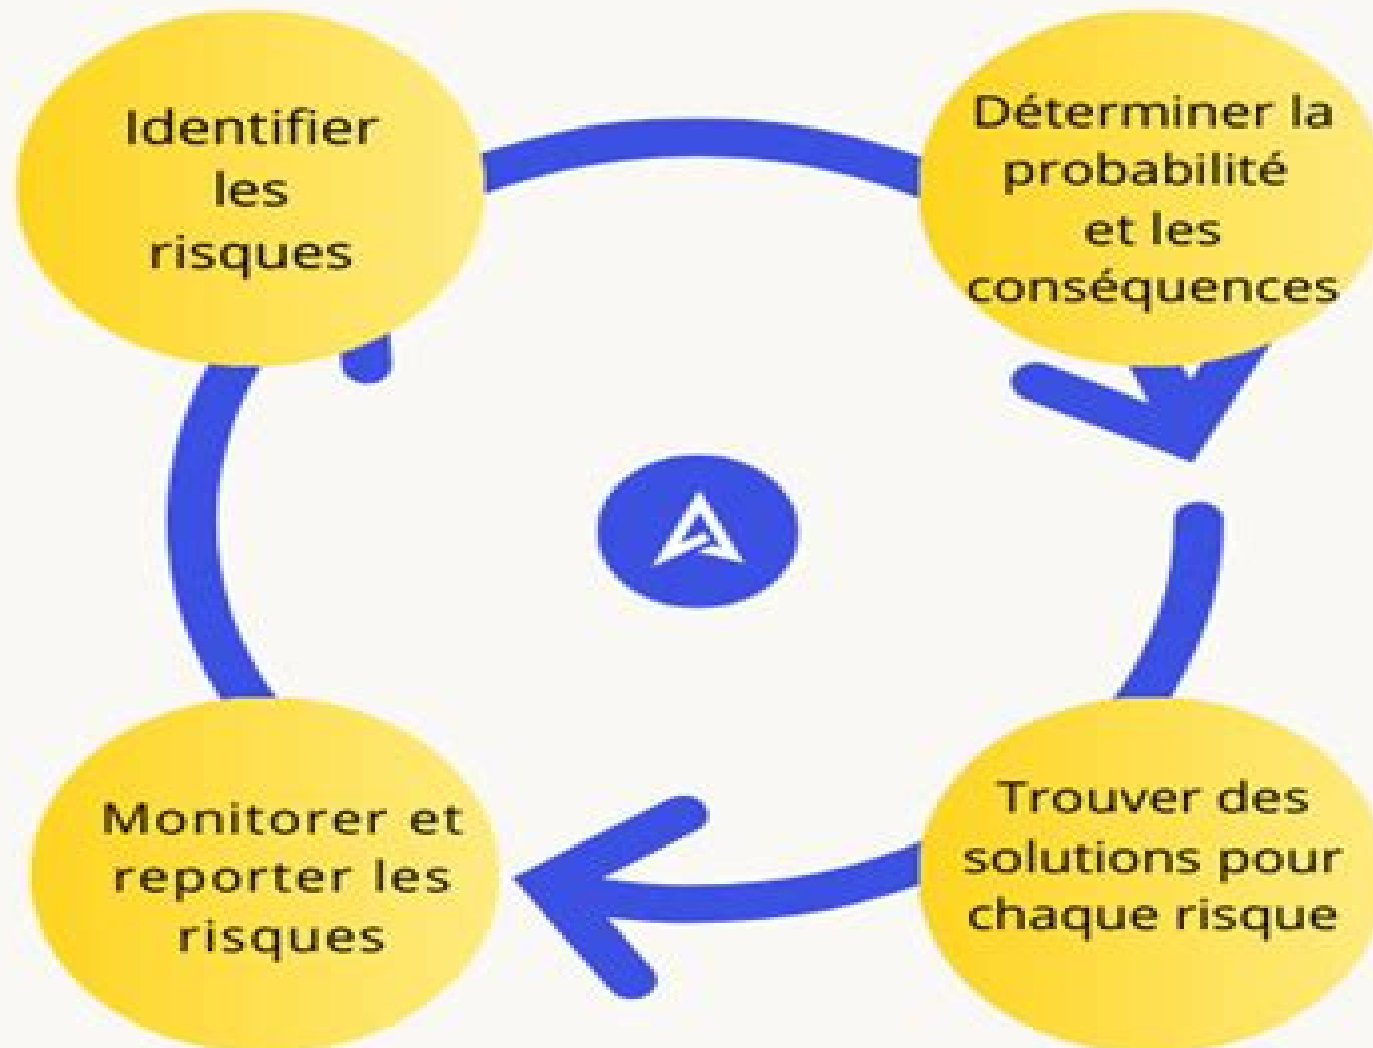 Identifier
les
risques
Déterminer la
probabilité
et les
conséquences
Trouver des
solutions pour
chaque risque
Monitorer et
reporter les
risques